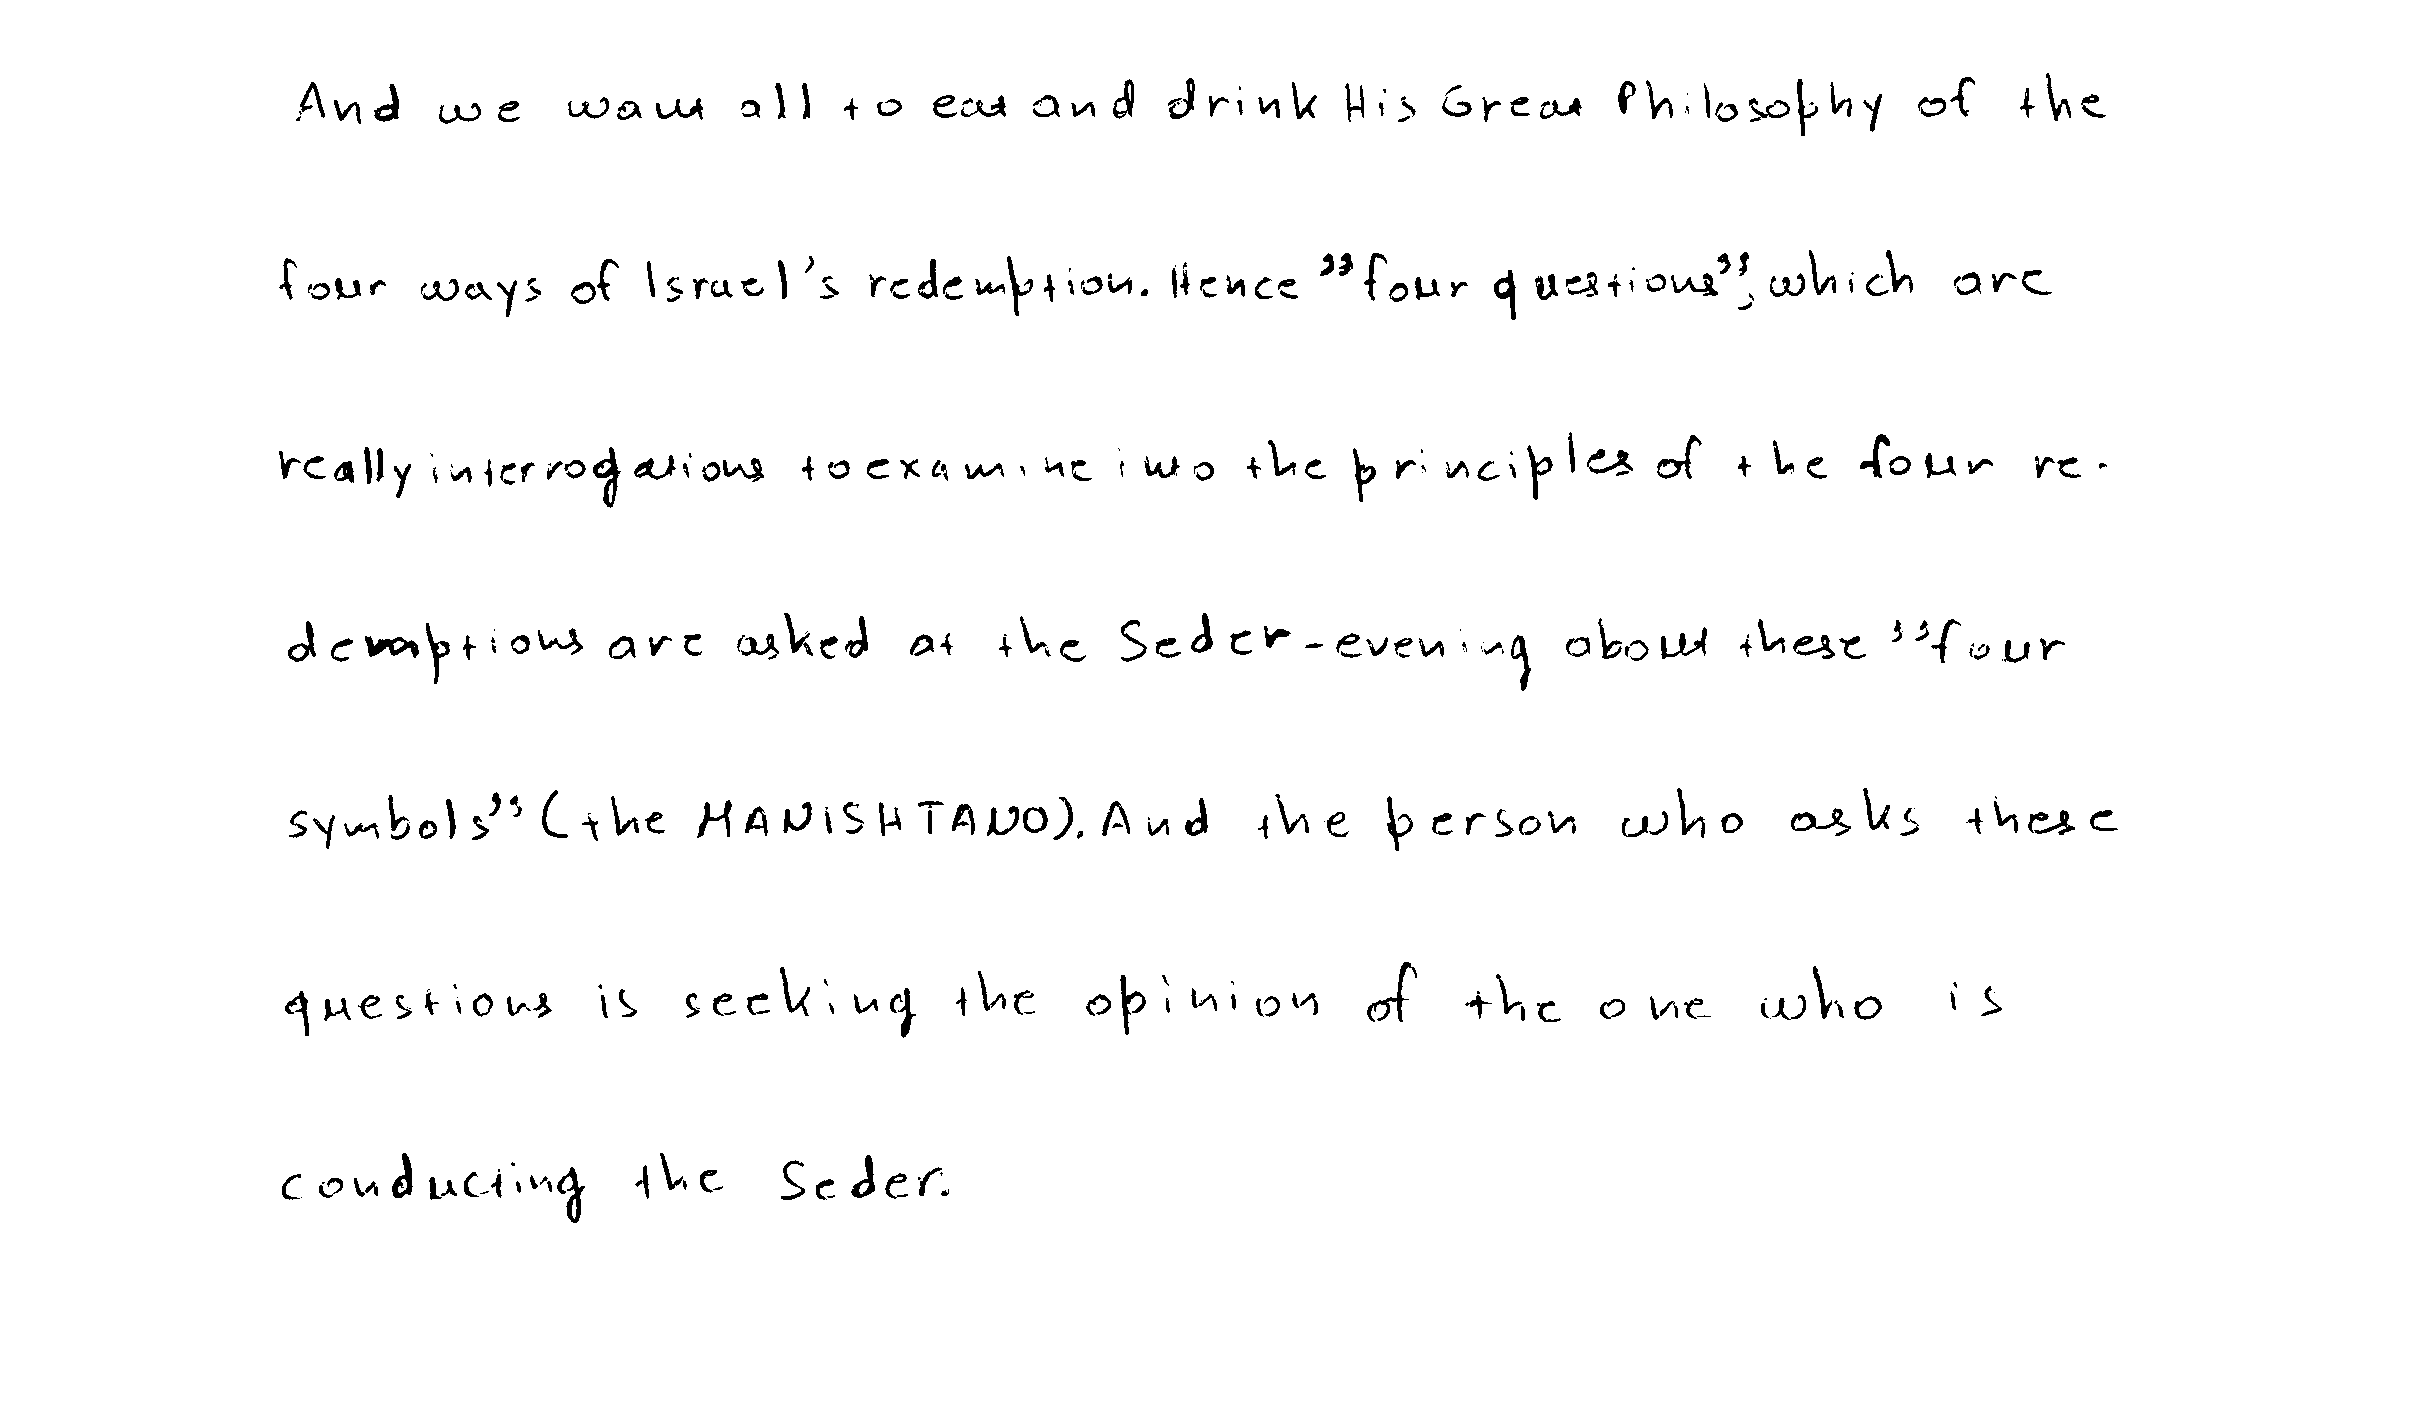 And we want all to eat and drink His Great Philosophy of the
four ways of Israel's redemption. Hence "four questions", which are
really interrogations to examine into the principles of the four re-
demptions are asked at the Seder-evening about these "four
symbols" (the MANISHTANO). And the person who asks these
questions is seeking the opinion of the one who is
conducting the Seder.